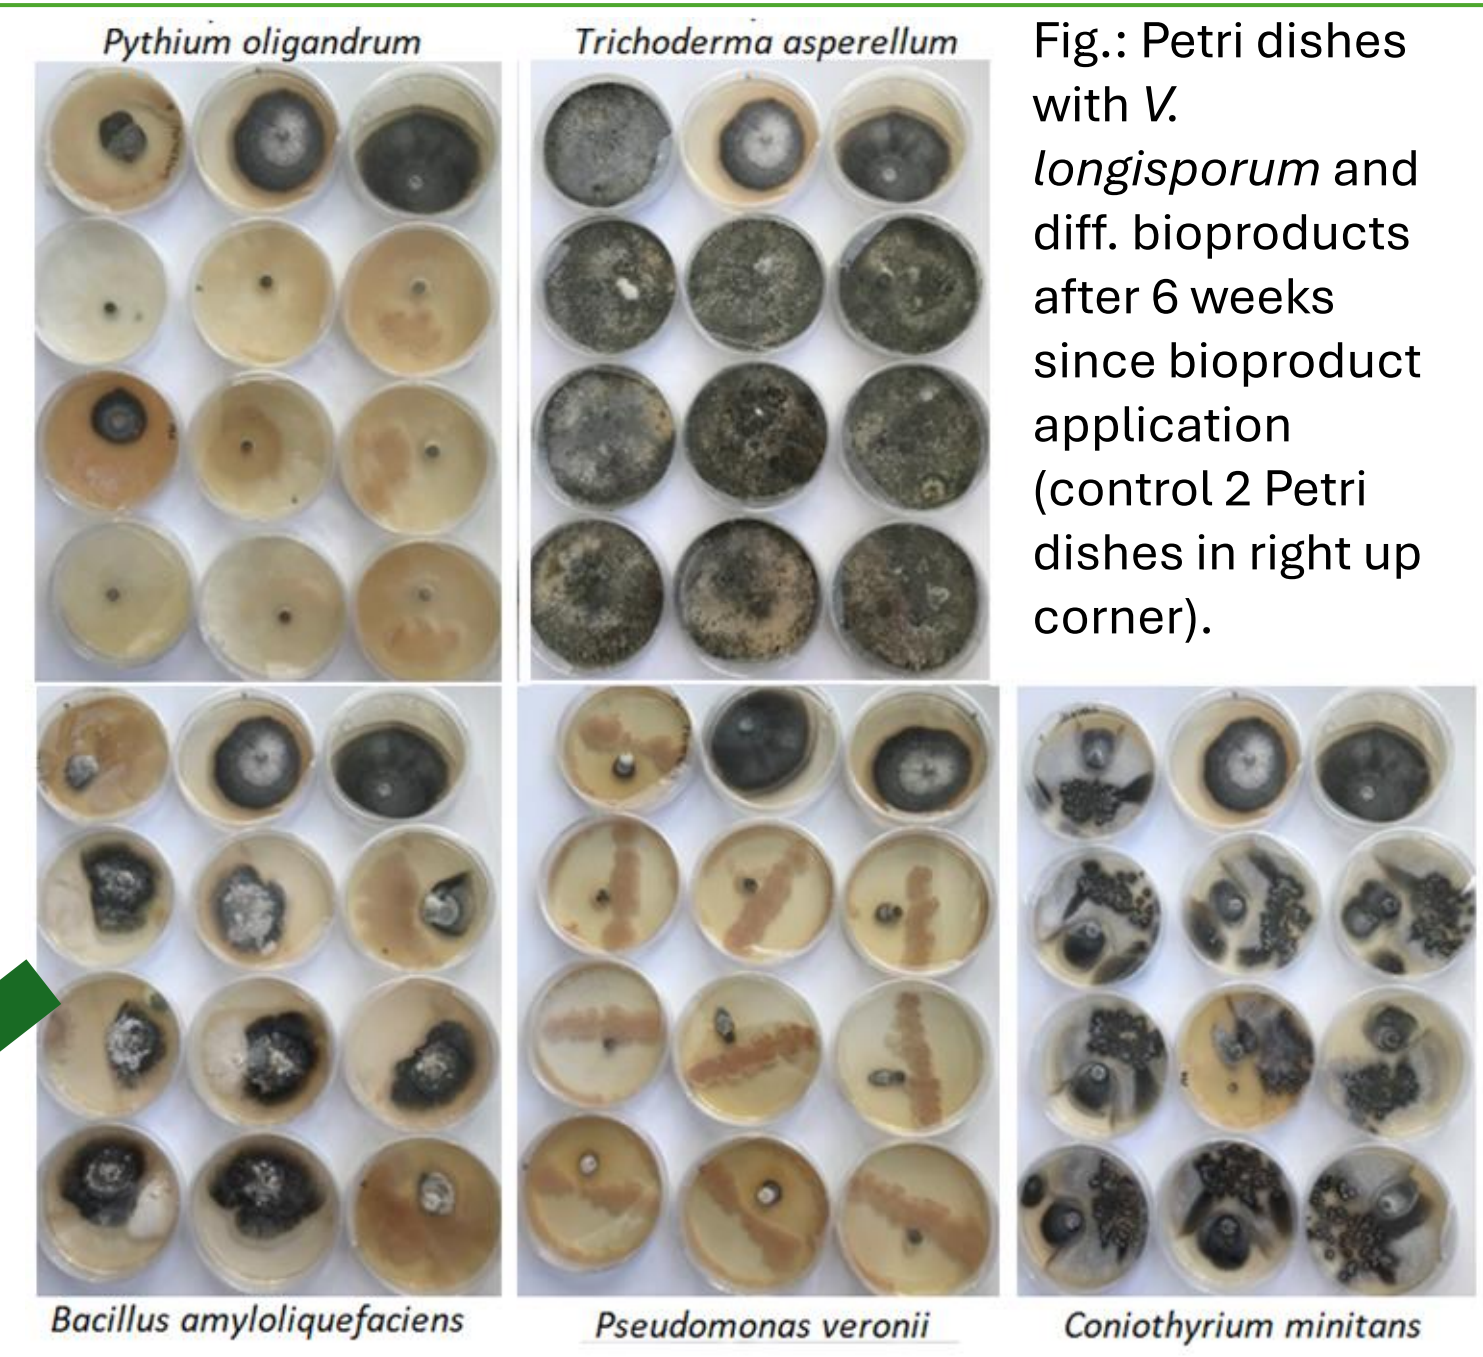 Pythium oligandrum
Trichoderma asperellum
Fig.: Petri dishes
with V.
longisporum and
diff. bioproducts
after 6 weeks
since bioproduct
application
(control 2 Petri
dishes in right up
corner).
Bacillus amyloliquefaciens
Pseudomonas veronii
Coniothyrium minitans